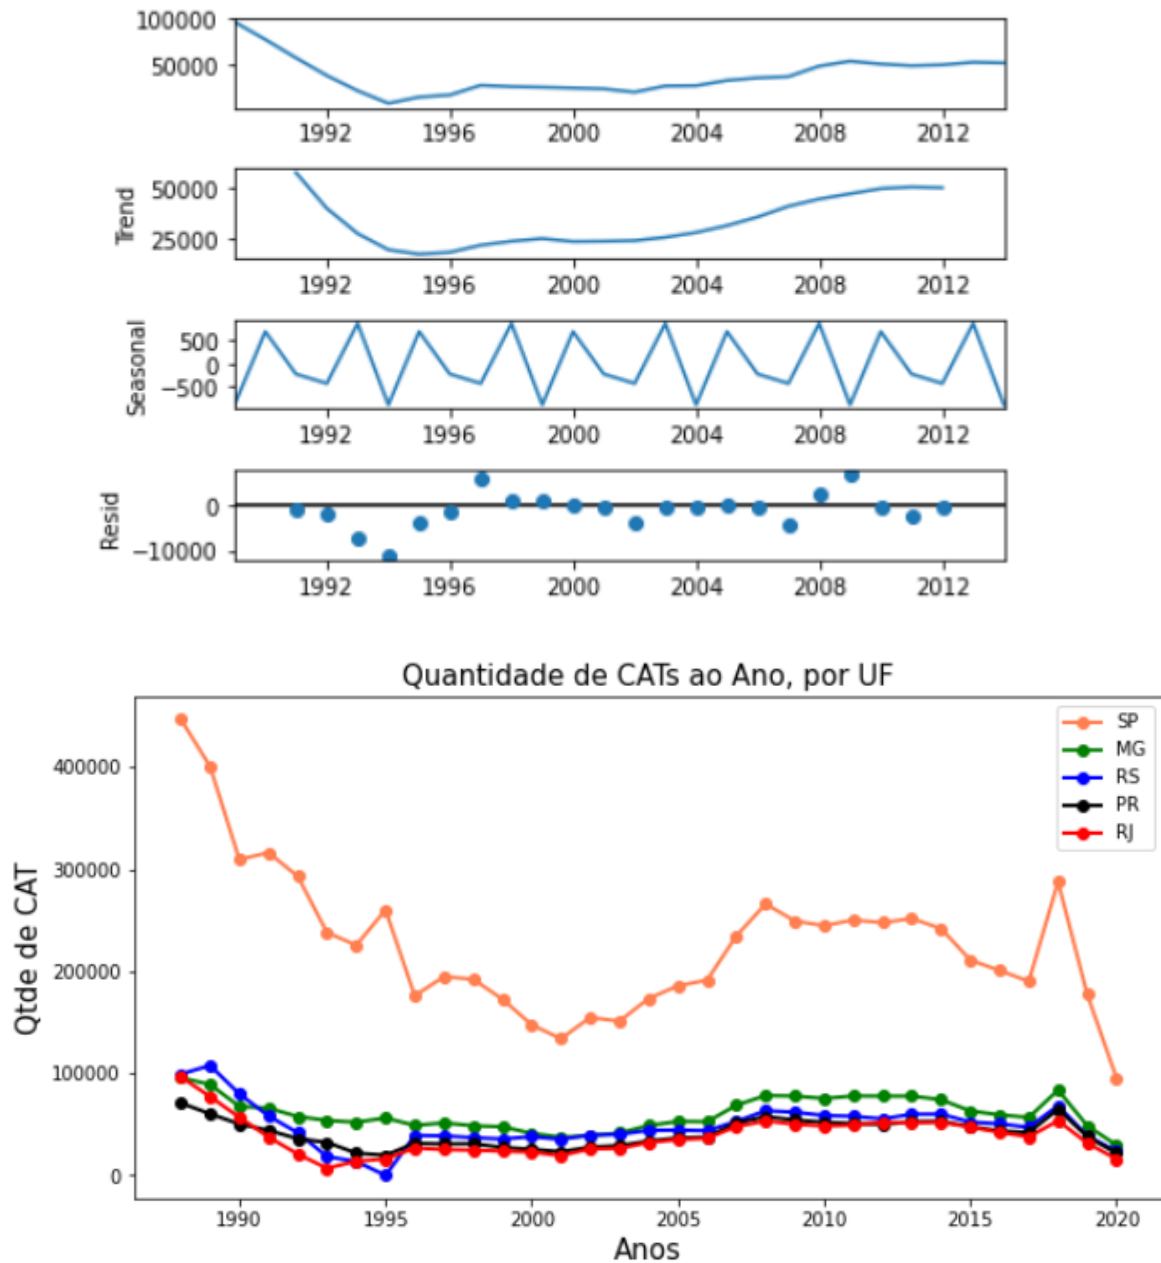 100000
50000
1992 1996 2000 2004 2008 2012
Trend
50000
25000
1992 1996 2000 2004 2008 2012
Seasonal
500
0
−500
1992 1996 2000 2004 2008 2012
Resid
0
−10000
1992 1996 2000 2004 2008 2012
Quantidade de CATs ao Ano, por UF
SP
MG
RS
PR
RJ
Qtde de CAT
400000
300000
200000
100000
0
1990 1995 2000 2005 2010 2015 2020
Anos